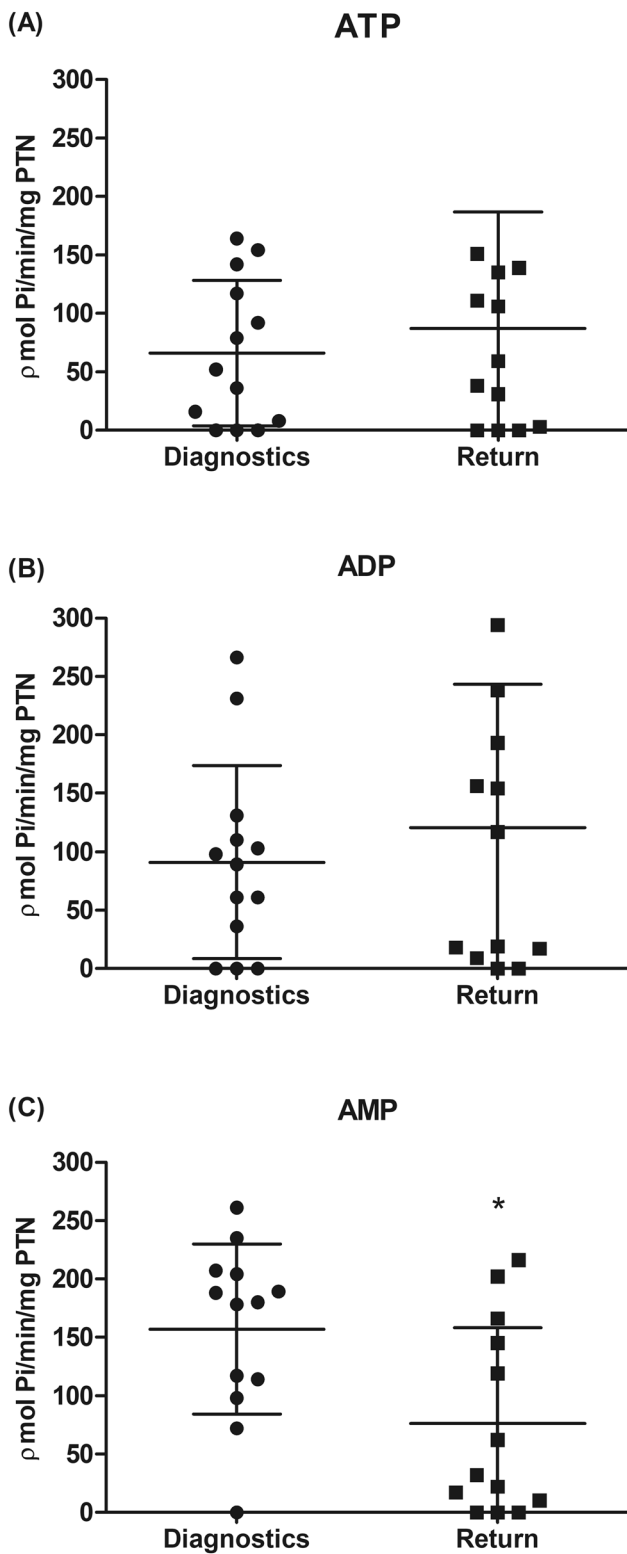 (A)
ATP
300
250
200
150
100
50
0
ρ mol Pi/min/mg PTN
Diagnostics
Return
(B)
ADP
300
250
200
150
100
50
0
ρ mol Pi/min/mg PTN
Diagnostics
Return
(C)
AMP
300
250
200
150
100
50
0
ρ mol Pi/min/mg PTN
*
Diagnostics
Return